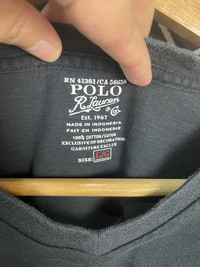 RN 41381/CA 56658
POLO
R. Lauren
& Co.
EST. 1967
MADE IN INDONESIA
FAIT EN INDONESIE
100% COTTON/COTON
EXCLUSIVE OF DECORATION
GARNITURE EXCLUE
SIZE: L/G